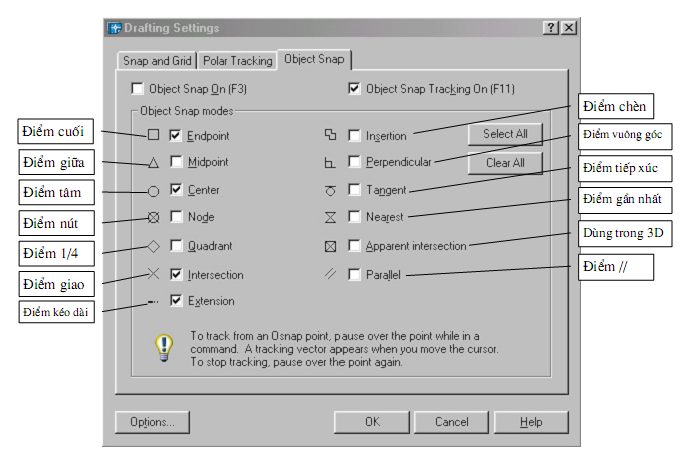 Drafting Settings
Snap and Grid Polar Tracking Object Snap
Object Snap On (F3)
Object Snap Tracking On (F11)
Object Snap modes
Điểm cuối
Endpoint
Điểm giữa
Midpoint
Điểm tâm
Center
Điểm nút
Node
Điểm 1/4
Quadrant
Điểm giao
Intersection
Điểm kéo dài
Extension
Insertion
Điểm chèn
Perpendicular
Điểm vuông góc
Tangent
Điểm tiếp xúc
Nearest
Điểm gần nhất
Apparent intersection
Dùng trong 3D
Parallel
Điểm //
Select All
Clear All
To track from an Osnap point, pause over the point while in a
command. A tracking vector appears when you move the cursor.
To stop tracking, pause over the point again.
Options...
OK
Cancel
Help